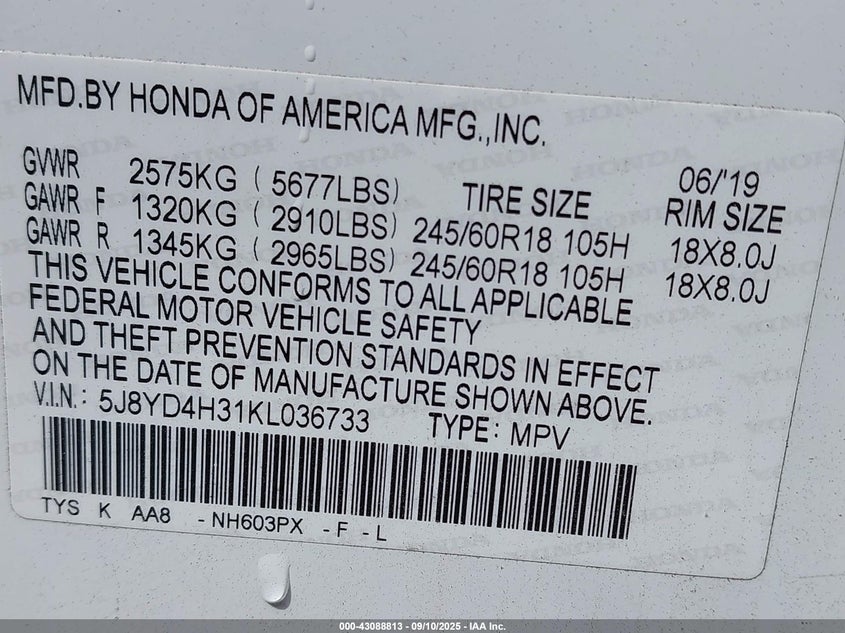 MFD.BY HONDA OF AMERICA MFG.,INC.
06/'19
GVWR 2575KG ( 5677LBS) TIRE SIZE RIM SIZE
GAWR F 1320KG ( 2910LBS) 245/60R18 105H 18X8.0J
GAWR R 1345KG ( 2965LBS) 245/60R18 105H 18X8.0J
THIS VEHICLE CONFORMS TO ALL APPLICABLE
FEDERAL MOTOR VEHICLE SAFETY
AND THEFT PREVENTION STANDARDS IN EFFECT
ON THE DATE OF MANUFACTURE SHOWN ABOVE.
V.I.N.: 5J8YD4H31KL036733 TYPE: MPV
TYS K AA8 -NH603PX -F-L
000-43088813 - 09/10/2025 - IAA Inc.